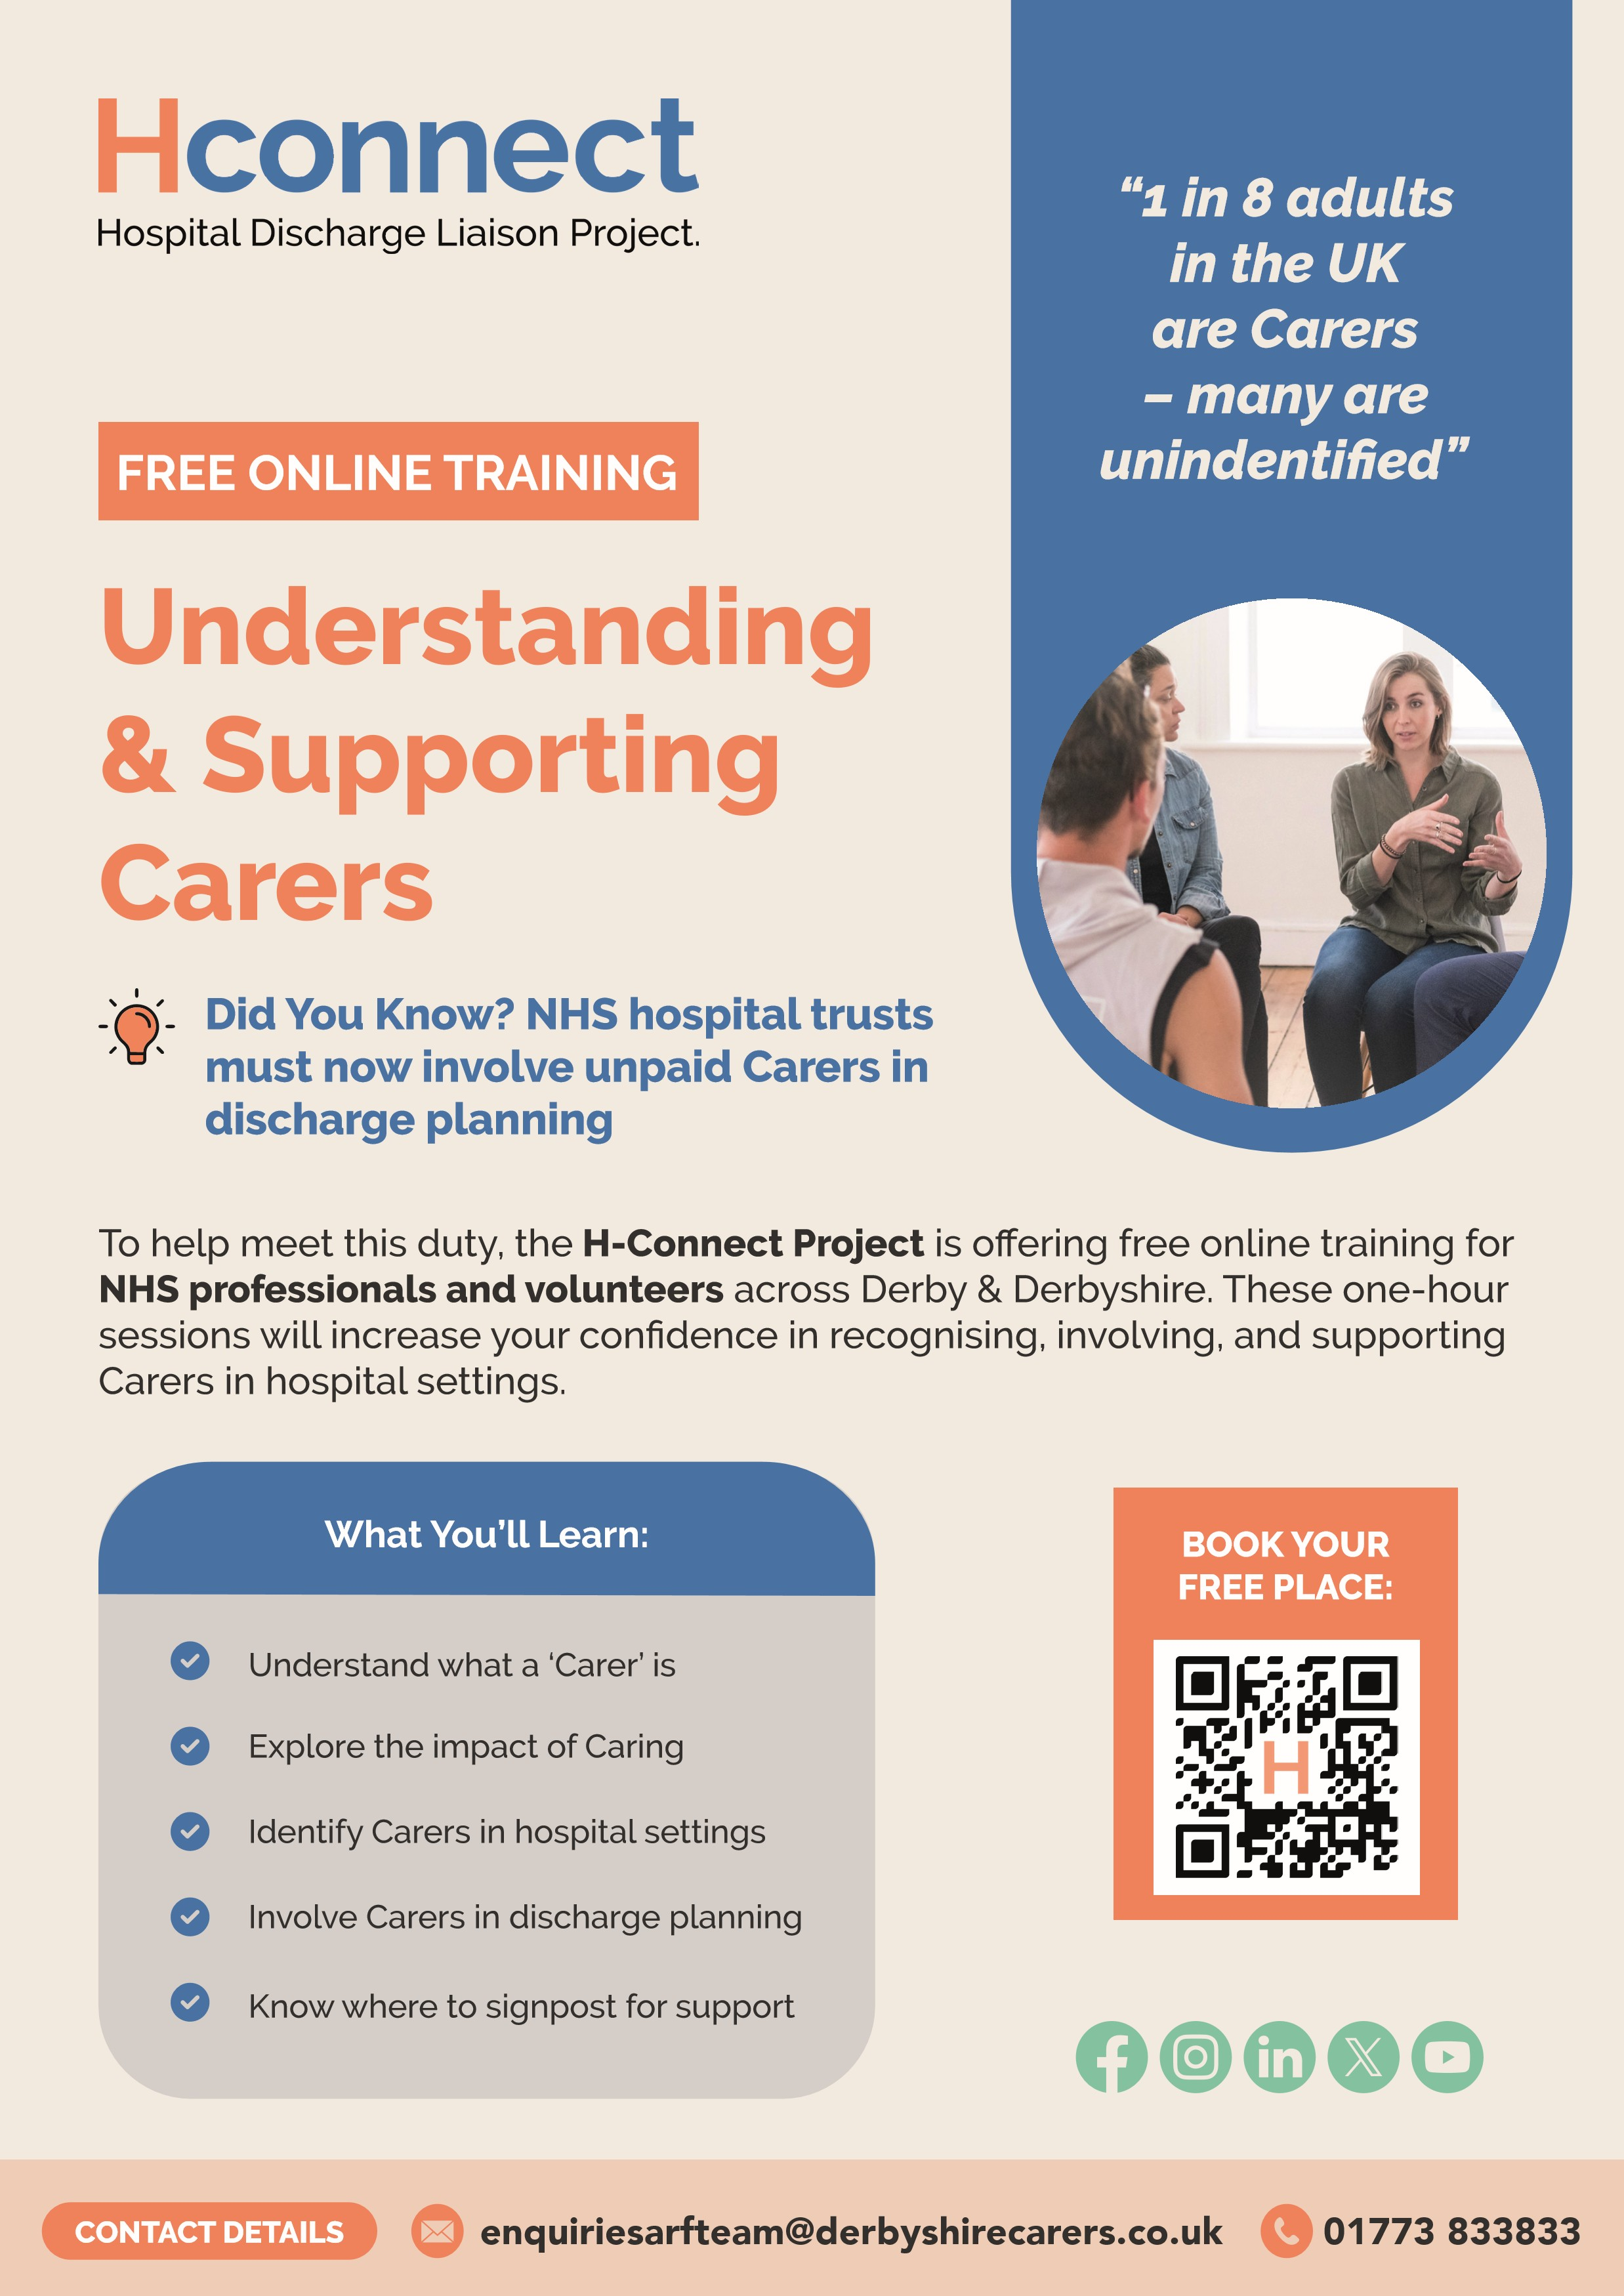 Hconnect
Hospital Discharge Liaison Project.
“1 in 8 adults
in the UK
are Carers
– many are
unindentified”
FREE ONLINE TRAINING
Understanding
& Supporting
Carers
Did You Know? NHS hospital trusts
must now involve unpaid Carers in
discharge planning
To help meet this duty, the H-Connect Project is offering free online training for
NHS professionals and volunteers across Derby & Derbyshire. These one-hour
sessions will increase your confidence in recognising, involving, and supporting
Carers in hospital settings.
What You’ll Learn:
Understand what a ‘Carer’ is
Explore the impact of Caring
Identify Carers in hospital settings
Involve Carers in discharge planning
Know where to signpost for support
BOOK YOUR
FREE PLACE:
H
CONTACT DETAILS
enquiriesarfteam@derbyshirecarers.co.uk
01773 833833